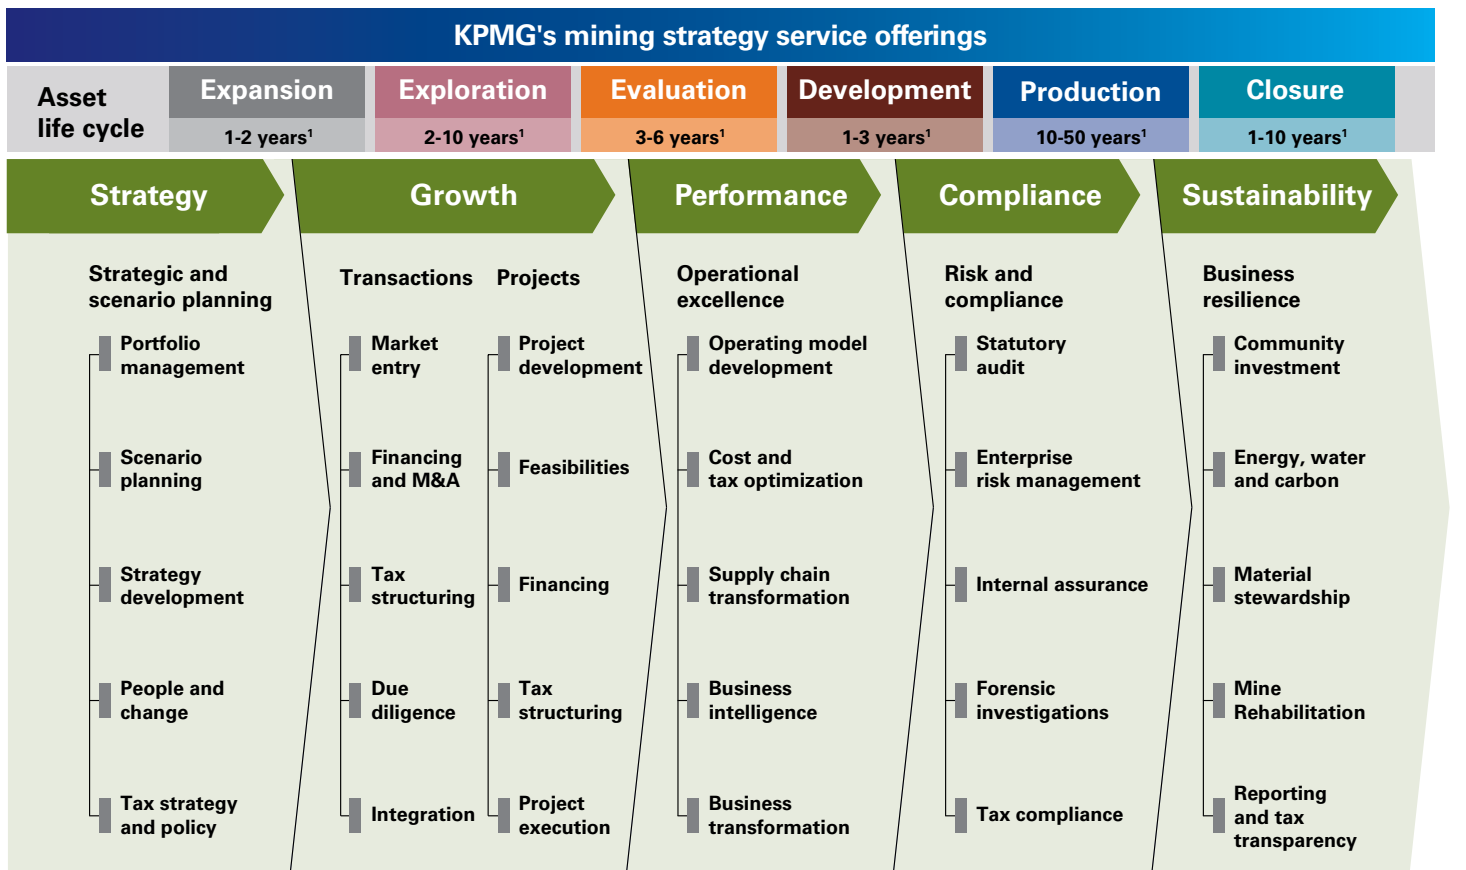 KPMG's mining strategy service offerings
Asset
life cycle
Expansion
1-2 years¹
Exploration
2-10 years¹
Evaluation
3-6 years¹
Development
1-3 years¹
Production
10-50 years¹
Closure
1-10 years¹
Strategy
Strategic and
scenario planning
Portfolio
management
Scenario
planning
Strategy
development
People and
change
Tax strategy
and policy
Growth
Transactions
Market
entry
Financing
and M&A
Tax
structuring
Due
diligence
Integration
Projects
Project
development
Feasibilities
Financing
Tax
structuring
Project
execution
Performance
Operational
excellence
Operating model
development
Cost and
tax optimization
Supply chain
transformation
Business
intelligence
Business
transformation
Compliance
Risk and
compliance
Statutory
audit
Enterprise
risk management
Internal assurance
Forensic
investigations
Tax compliance
Sustainability
Business
resilience
Community
investment
Energy, water
and carbon
Material
stewardship
Mine
Rehabilitation
Reporting
and tax
transparency